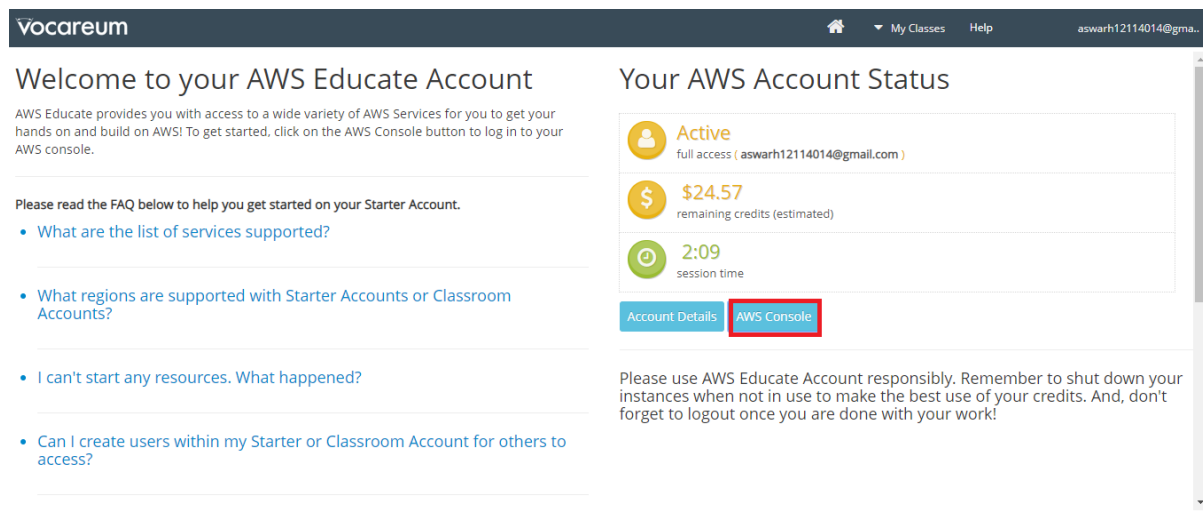 Vocareum
My Classes
Help
aswarh12114014@gma..
Welcome to your AWS Educate Account
AWS Educate provides you with access to a wide variety of AWS Services for you to get your
hands on and build on AWS! To get started, click on the AWS Console button to log in to your
AWS console.
Please read the FAQ below to help you get started on your Starter Account.
What are the list of services supported?
What regions are supported with Starter Accounts or Classroom
Accounts?
I can't start any resources. What happened?
Can I create users within my Starter or Classroom Account for others to
access?
Your AWS Account Status
Active
full access ( aswarh12114014@gmail.com )
$
$24.57
remaining credits (estimated)
2:09
session time
Account Details
AWS Console
Please use AWS Educate Account responsibly. Remember to shut down your
instances when not in use to make the best use of your credits. And, don't
forget to logout once you are done with your work!